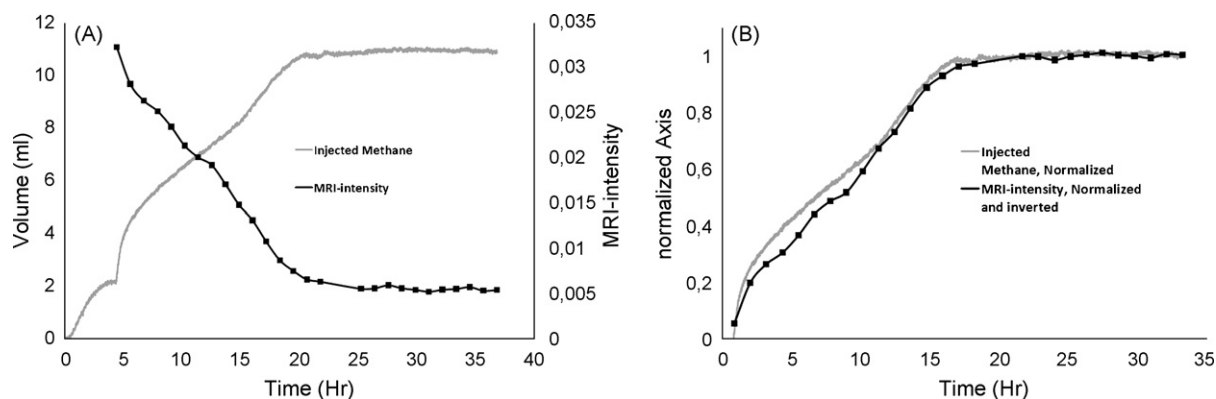 (A)
12
10
8
6
4
2
0
Volume (ml)
0,035
0,03
0,025
0,02
0,015
0,01
0,005
0
MRI-intensity
Injected Methane
MRI-intensity
0 5 10 15 20 25 30 35 40
Time (Hr)
(B)
1
0,8
0,6
0,4
0,2
0
normalized Axis
Injected
Methane, Normalized
MRI-intensity, Normalized
and inverted
0 5 10 15 20 25 30 35
Time (Hr)